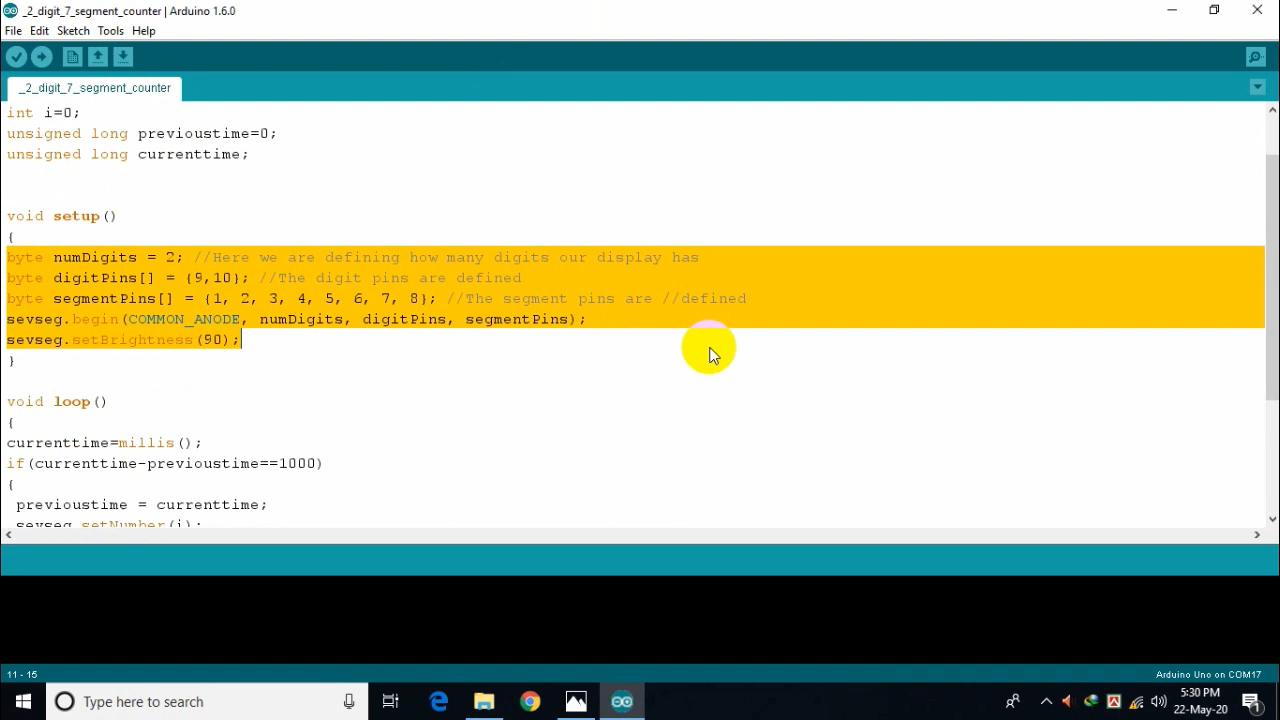 _2_digit_7_segment_counter | Arduino 1.6.0
File Edit Sketch Tools Help
_2_digit_7_segment_counter
int i=0;
unsigned long previoustime=0;
unsigned long currenttime;
void setup()
{
byte numDigits = 2; //Here we are defining how many digits our display has
byte digitPins[] = {9,10}; //The digit pins are defined
byte segmentPins[] = {1, 2, 3, 4, 5, 6, 7, 8}; //The segment pins are //defined
sevseg.begin(COMMON_ANODE, numDigits, digitPins, segmentPins);
sevseg.setBrightness(90);
}
void loop()
{
currenttime=millis();
if(currenttime-previoustime==1000)
{
previoustime = currenttime;
sevseg.setNumber(i);
11 - 15
Arduino Uno on COM17
Type here to search
5:30 PM
22-May-20
1